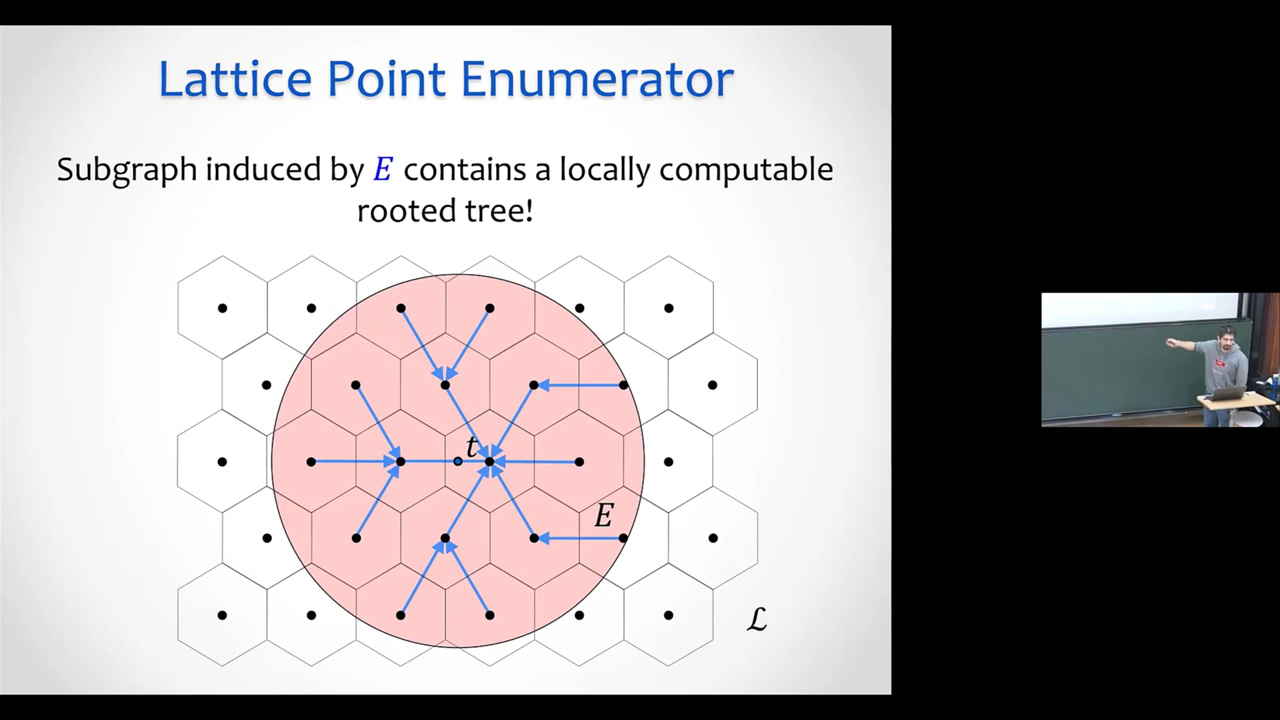 Lattice Point Enumerator
Subgraph induced by E contains a locally computable
rooted tree!
t
E
ℒ